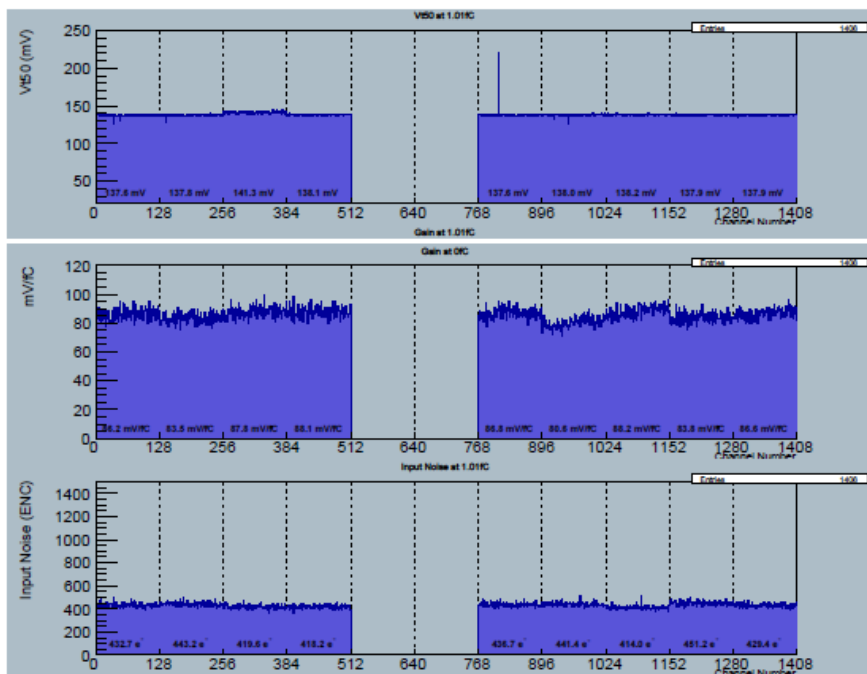 Vt50 at 1.01fC
Entries 1408
Vt50 (mV)
250
200
150
100
50
137.6 mV 137.8 mV 141.3 mV 138.1 mV 137.6 mV 138.0 mV 138.2 mV 137.9 mV 137.9 mV
0 128 256 384 512 640 768 896 1024 1152 1280 1408
Channel Number
Gain at 1.01fC
Gain at 0fC
Entries 1408
mV/fC
120
100
80
60
40
20
0
86.2 mV/fC 83.5 mV/fC 87.8 mV/fC 88.1 mV/fC 86.8 mV/fC 80.6 mV/fC 88.2 mV/fC 83.8 mV/fC 86.6 mV/fC
0 128 256 384 512 640 768 896 1024 1152 1280 1408
Channel Number
Input Noise at 1.01fC
Entries 1408
Input Noise (ENC)
1400
1200
1000
800
600
400
200
0
432.7 e⁻ 443.2 e⁻ 419.6 e⁻ 418.2 e⁻ 436.7 e⁻ 441.4 e⁻ 414.0 e⁻ 451.2 e⁻ 429.4 e⁻
0 128 256 384 512 640 768 896 1024 1152 1280 1408
Channel Number